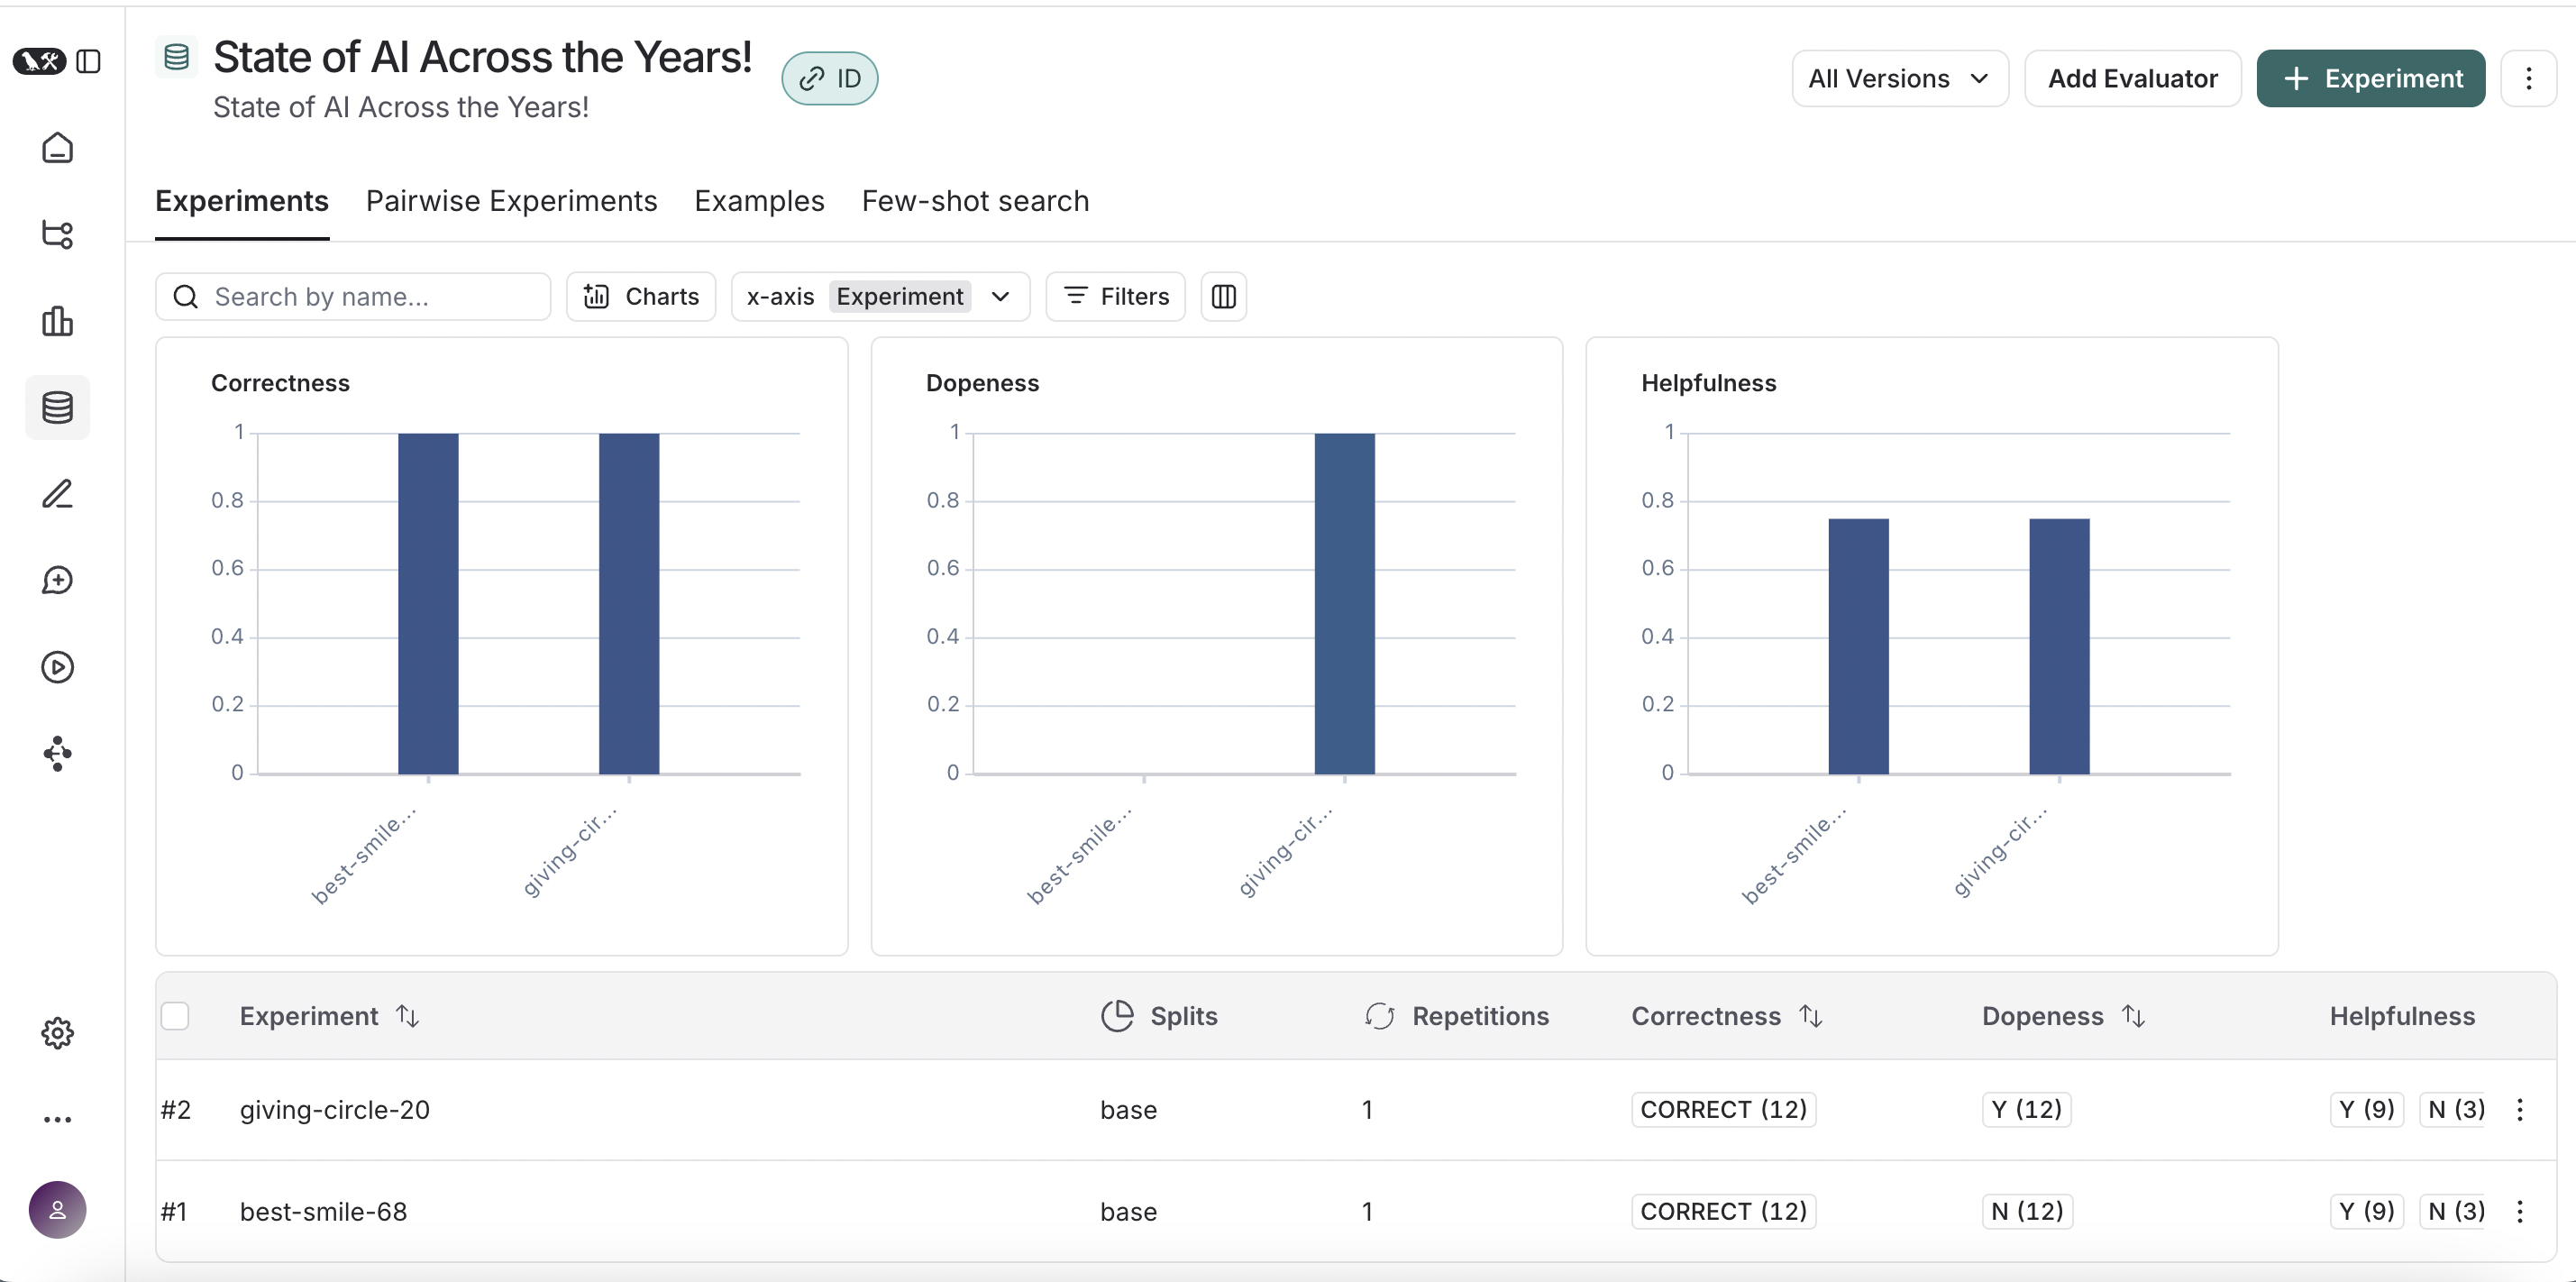 State of AI Across the Years!
ID
State of AI Across the Years!
All Versions
Add Evaluator
+ Experiment
Experiments
Pairwise Experiments
Examples
Few-shot search
Search by name...
Charts
x-axis Experiment
Filters
Correctness
1
0.8
0.6
0.4
0.2
0
best-smile...
giving-cir...
Dopeness
1
0.8
0.6
0.4
0.2
0
best-smile...
giving-cir...
Helpfulness
1
0.8
0.6
0.4
0.2
0
best-smile...
giving-cir...
Experiment Splits Repetitions Correctness Dopeness Helpfulness
#2 giving-circle-20 base 1 CORRECT (12) Y (12) Y (9) N (3)
#1 best-smile-68 base 1 CORRECT (12) N (12) Y (9) N (3)